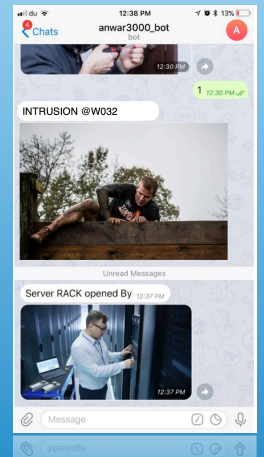 du 12:38 PM 13%
4
Chats anwar3000_bot A
bot
12:30 PM
1 12:30 PM
INTRUSION @W032
Unread Messages
Server RACK opened By 12:37 PM
12:37 PM
Message